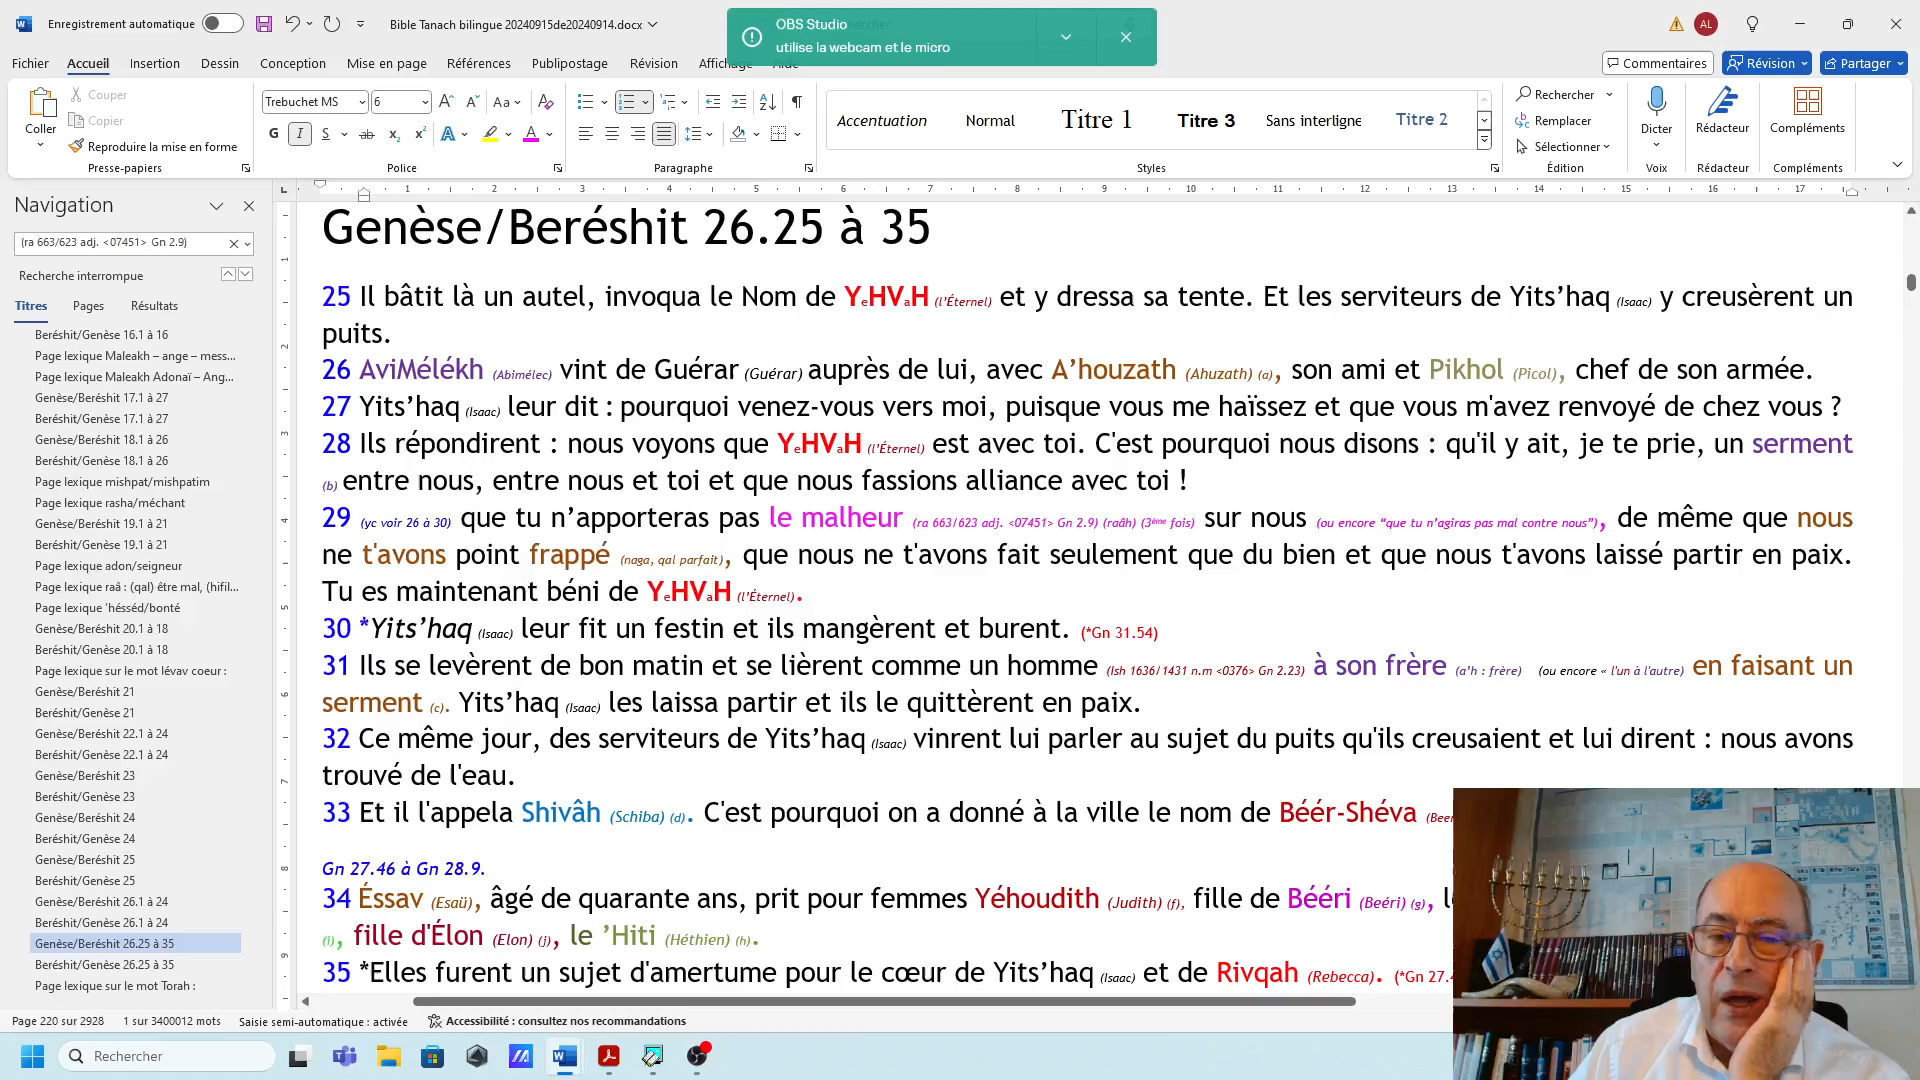 Enregistrement automatique
Bible Tanach bilingue 20240915de20240914.docx
OBS Studio
utilise la webcam et le micro
AL
Fichier Accueil Insertion Dessin Conception Mise en page Références Publipostage Révision Affichage Aide
Commentaires Révision Partager
Coller
Couper
Copier
Reproduire la mise en forme
Presse-papiers
Trebuchet MS 6
Police
Paragraphe
Accentuation Normal Titre 1 Titre 3 Sans interligne Titre 2
Styles
Rechercher
Remplacer
Sélectionner
Édition
Dicter
Voix
Rédacteur
Rédacteur
Compléments
Compléments
1 2 3 4 5 6 7 8 9 10 11 12 13 14 15 16 17
Navigation
(ra 663/623 adj. <07451> Gn 2.9)
Recherche interrompue
Titres Pages Résultats
Beréshit/Genèse 16.1 à 16
Page lexique Maleakh – ange – mess...
Page lexique Maleakh Adonaï – Ang...
Genèse/Beréshit 17.1 à 27
Beréshit/Genèse 17.1 à 27
Genèse/Beréshit 18.1 à 26
Beréshit/Genèse 18.1 à 26
Page lexique mishpat/mishpatim
Page lexique rasha/méchant
Genèse/Beréshit 19.1 à 21
Beréshit/Genèse 19.1 à 21
Page lexique adon/seigneur
Page lexique raâ : (qal) être mal, (hifil...
Page lexique ’hésséd/bonté
Genèse/Beréshit 20.1 à 18
Beréshit/Genèse 20.1 à 18
Page lexique sur le mot lévav coeur :
Genèse/Beréshit 21
Beréshit/Genèse 21
Genèse/Beréshit 22.1 à 24
Beréshit/Genèse 22.1 à 24
Genèse/Beréshit 23
Beréshit/Genèse 23
Genèse/Beréshit 24
Beréshit/Genèse 24
Genèse/Beréshit 25
Beréshit/Genèse 25
Genèse/Beréshit 26.1 à 24
Beréshit/Genèse 26.1 à 24
Genèse/Beréshit 26.25 à 35
Beréshit/Genèse 26.25 à 35
Page lexique sur le mot Torah :
Genèse/Beréshit 26.25 à 35
25 Il bâtit là un autel, invoqua le Nom de YeHVaH (l’Éternel) et y dressa sa tente. Et les serviteurs de Yits’haq (Isaac) y creusèrent un
puits.
26 AviMélékh (Abimélec) vint de Guérar (Guérar) auprès de lui, avec A’houzath (Ahuzath) (a), son ami et Pikhol (Picol), chef de son armée.
27 Yits’haq (Isaac) leur dit : pourquoi venez-vous vers moi, puisque vous me haïssez et que vous m'avez renvoyé de chez vous ?
28 Ils répondirent : nous voyons que YeHVaH (l’Éternel) est avec toi. C'est pourquoi nous disons : qu'il y ait, je te prie, un serment
(b) entre nous, entre nous et toi et que nous fassions alliance avec toi !
29 (yc voir 26 à 30) que tu n’apporteras pas le malheur (ra 663/623 adj. <07451> Gn 2.9) (raâh) (3ème fois) sur nous (ou encore “que tu n’agiras pas mal contre nous”), de même que nous
ne t'avons point frappé (naga, qal parfait), que nous ne t'avons fait seulement que du bien et que nous t'avons laissé partir en paix.
Tu es maintenant béni de YeHVaH (l’Éternel).
30 *Yits’haq (Isaac) leur fit un festin et ils mangèrent et burent. (*Gn 31.54)
31 Ils se levèrent de bon matin et se lièrent comme un homme (Ish 1636/1431 n.m <0376> Gn 2.23) à son frère (a’h : frère) (ou encore « l'un à l'autre) en faisant un
serment (c). Yits’haq (Isaac) les laissa partir et ils le quittèrent en paix.
32 Ce même jour, des serviteurs de Yits’haq (Isaac) vinrent lui parler au sujet du puits qu'ils creusaient et lui dirent : nous avons
trouvé de l'eau.
33 Et il l'appela Shivâh (Schiba) (d). C'est pourquoi on a donné à la ville le nom de Béér-Shéva (Beer
Gn 27.46 à Gn 28.9.
34 Éssav (Esaü), âgé de quarante ans, prit pour femmes Yéhoudith (Judith) (f), fille de Bééri (Beéri) (g), l
(i), fille d'Élon (Elon) (j), le ’Hiti (Héthien) (h).
35 *Elles furent un sujet d'amertume pour le cœur de Yits’haq (Isaac) et de Rivqah (Rebecca). (*Gn 27.4
Page 220 sur 2928 1 sur 3400012 mots Saisie semi-automatique : activée Accessibilité : consultez nos recommandations
Rechercher